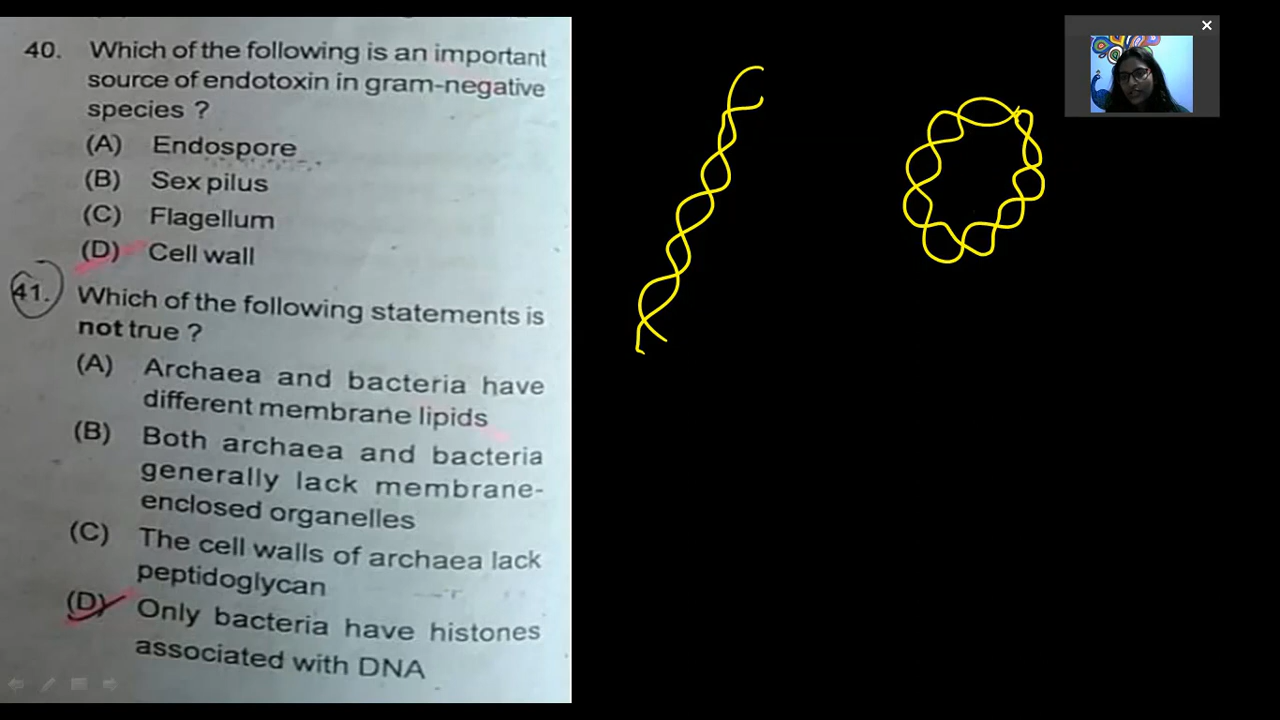 40. Which of the following is an important
source of endotoxin in gram-negative
species ?
(A) Endospore
(B) Sex pilus
(C) Flagellum
(D) Cell wall
41. Which of the following statements is
not true ?
(A) Archaea and bacteria have
different membrane lipids
(B) Both archaea and bacteria
generally lack membrane-
enclosed organelles
(C) The cell walls of archaea lack
peptidoglycan
(D) Only bacteria have histones
associated with DNA